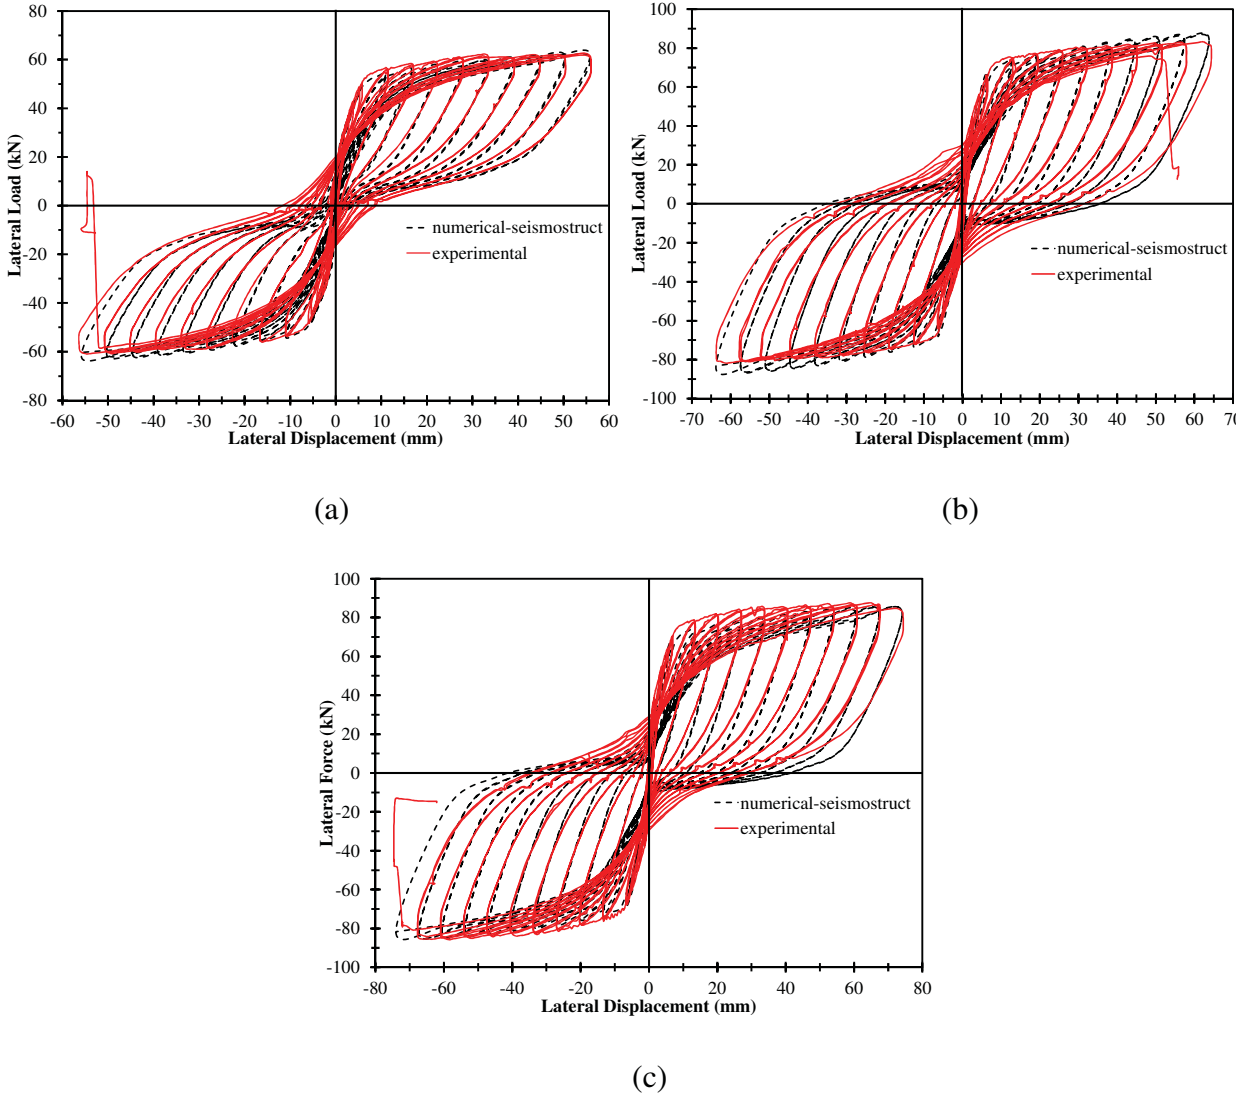 80
60
40
20
0
-20
-40
-60
-80
-60 -50 -40 -30 -20 -10 0 10 20 30 40 50 60
Lateral Load (kN)
Lateral Displacement (mm)
numerical-seismostruct
experimental
(a)
100
80
60
40
20
0
-20
-40
-60
-80
-100
-70 -60 -50 -40 -30 -20 -10 0 10 20 30 40 50 60 70
Lateral Load (kN)
Lateral Displacement (mm)
numerical-seismostruct
experimental
(b)
100
80
60
40
20
0
-20
-40
-60
-80
-100
-80 -60 -40 -20 0 20 40 60 80
Lateral Force (kN)
Lateral Displacement (mm)
numerical-seismostruct
experimental
(c)